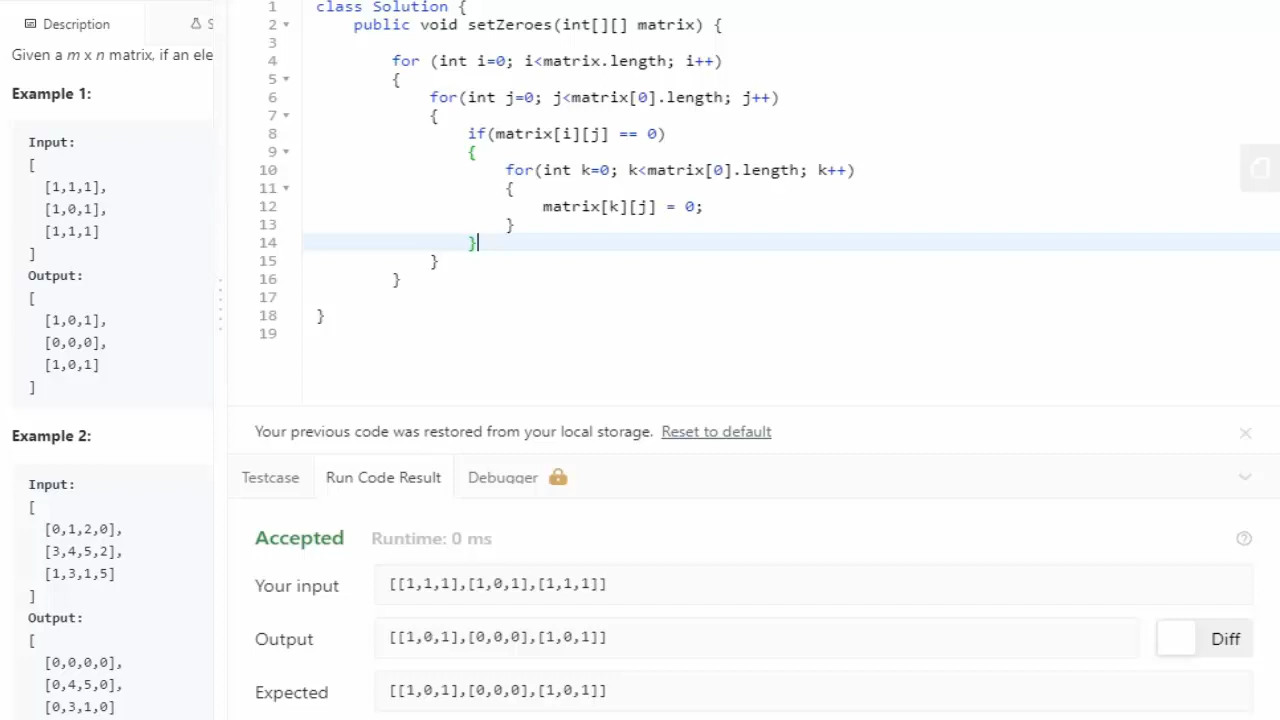 Description
S
Given a m x n matrix, if an ele
Example 1:
Input:
[
[1,1,1],
[1,0,1],
[1,1,1]
]
Output:
[
[1,0,1],
[0,0,0],
[1,0,1]
]
Example 2:
Input:
[
[0,1,2,0],
[3,4,5,2],
[1,3,1,5]
]
Output:
[
[0,0,0,0],
[0,4,5,0],
[0,3,1,0]
1 class Solution {
2 public void setZeroes(int[][] matrix) {
3
4 for (int i=0; i<matrix.length; i++)
5 {
6 for(int j=0; j<matrix[0].length; j++)
7 {
8 if(matrix[i][j] == 0)
9 {
10 for(int k=0; k<matrix[0].length; k++)
11 {
12 matrix[k][j] = 0;
13 }
14 }
15 }
16 }
17
18 }
19
Your previous code was restored from your local storage. Reset to default
Testcase Run Code Result Debugger
Accepted Runtime: 0 ms
Your input [[1,1,1],[1,0,1],[1,1,1]]
Output [[1,0,1],[0,0,0],[1,0,1]] Diff
Expected [[1,0,1],[0,0,0],[1,0,1]]